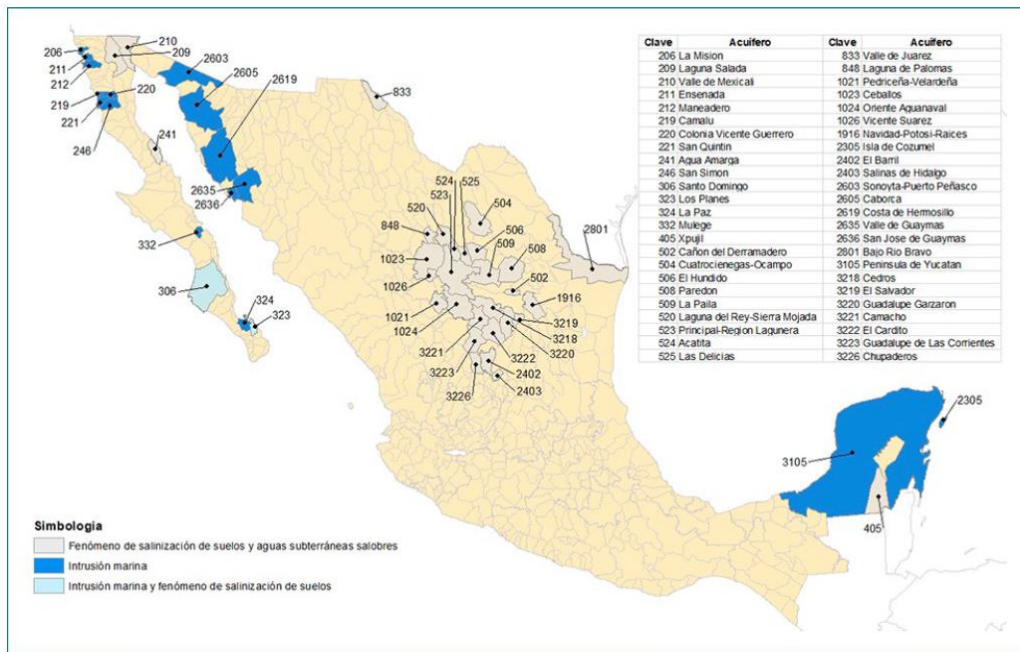 Clave Acuífero Clave Acuífero
206 La Mision 833 Valle de Juarez
209 Laguna Salada 848 Laguna de Palomas
210 Valle de Mexicali 1021 Pedriceña-Velardeña
211 Ensenada 1023 Ceballos
212 Maneadero 1024 Oriente Aguanaval
219 Camalu 1026 Vicente Suarez
220 Colonia Vicente Guerrero 1916 Navidad-Potosi-Raices
221 San Quintin 2305 Isla de Cozumel
241 Agua Amarga 2402 El Barril
246 San Simon 2403 Salinas de Hidalgo
306 Santo Domingo 2603 Sonoyta-Puerto Peñasco
323 Los Planes 2605 Caborca
324 La Paz 2619 Costa de Hermosillo
332 Mulege 2635 Valle de Guaymas
405 Xpujil 2636 San Jose de Guaymas
502 Cañon del Derramadero 2801 Bajo Rio Bravo
504 Cuatrocienegas-Ocampo 3105 Peninsula de Yucatan
506 El Hundido 3218 Cedros
508 Paredon 3219 El Salvador
509 La Paila 3220 Guadalupe Garzaron
520 Laguna del Rey-Sierra Mojada 3221 Camacho
523 Principal-Region Lagunera 3222 El Cardito
524 Acatita 3223 Guadalupe de Las Corrientes
525 Las Delicias 3226 Chupaderos
210
206
209
2603
211
2605
2619
212
833
219
220
221
241
246
524
525
2635
523
504
2636
520
848
506
2801
509
508
332
1023
502
1026
306
324
1916
323
1021
3219
1024
3218
3221
3220
3222
3223
2402
3226
2403
2305
3105
405
Simbología
Fenómeno de salinización de suelos y aguas subterráneas salobres
Intrusión marina
Intrusión marina y fenómeno de salinización de suelos